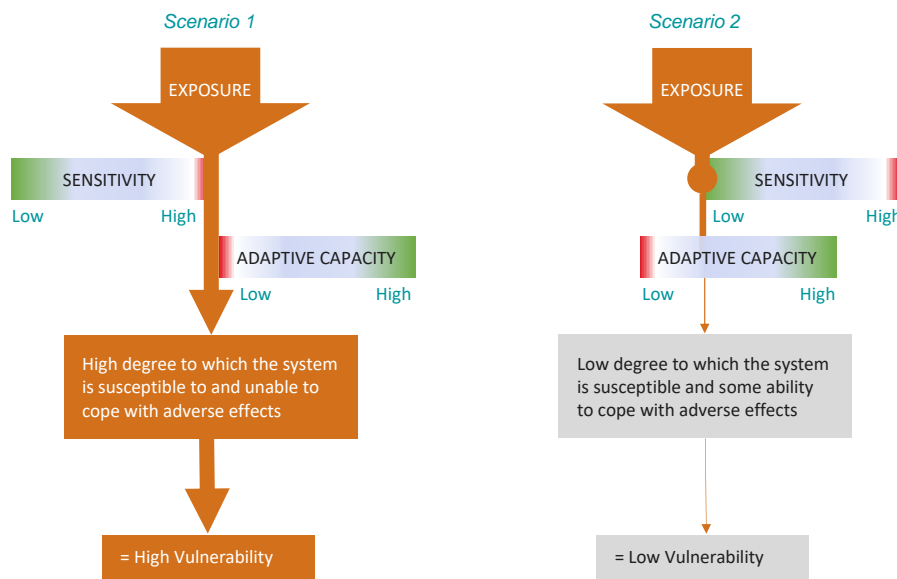 Scenario 1
EXPOSURE
SENSITIVITY
Low High
ADAPTIVE CAPACITY
Low High
High degree to which the system
is susceptible to and unable to
cope with adverse effects
= High Vulnerability
Scenario 2
EXPOSURE
SENSITIVITY
Low High
ADAPTIVE CAPACITY
Low High
Low degree to which the system
is susceptible and some ability
to cope with adverse effects
= Low Vulnerability